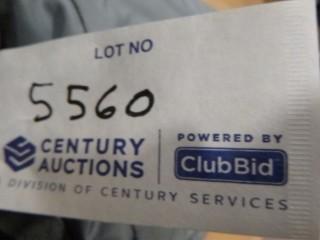 LOT NO
5560
CENTURY AUCTIONS
POWERED BY
ClubBid
DIVISION OF CENTURY SERVICES